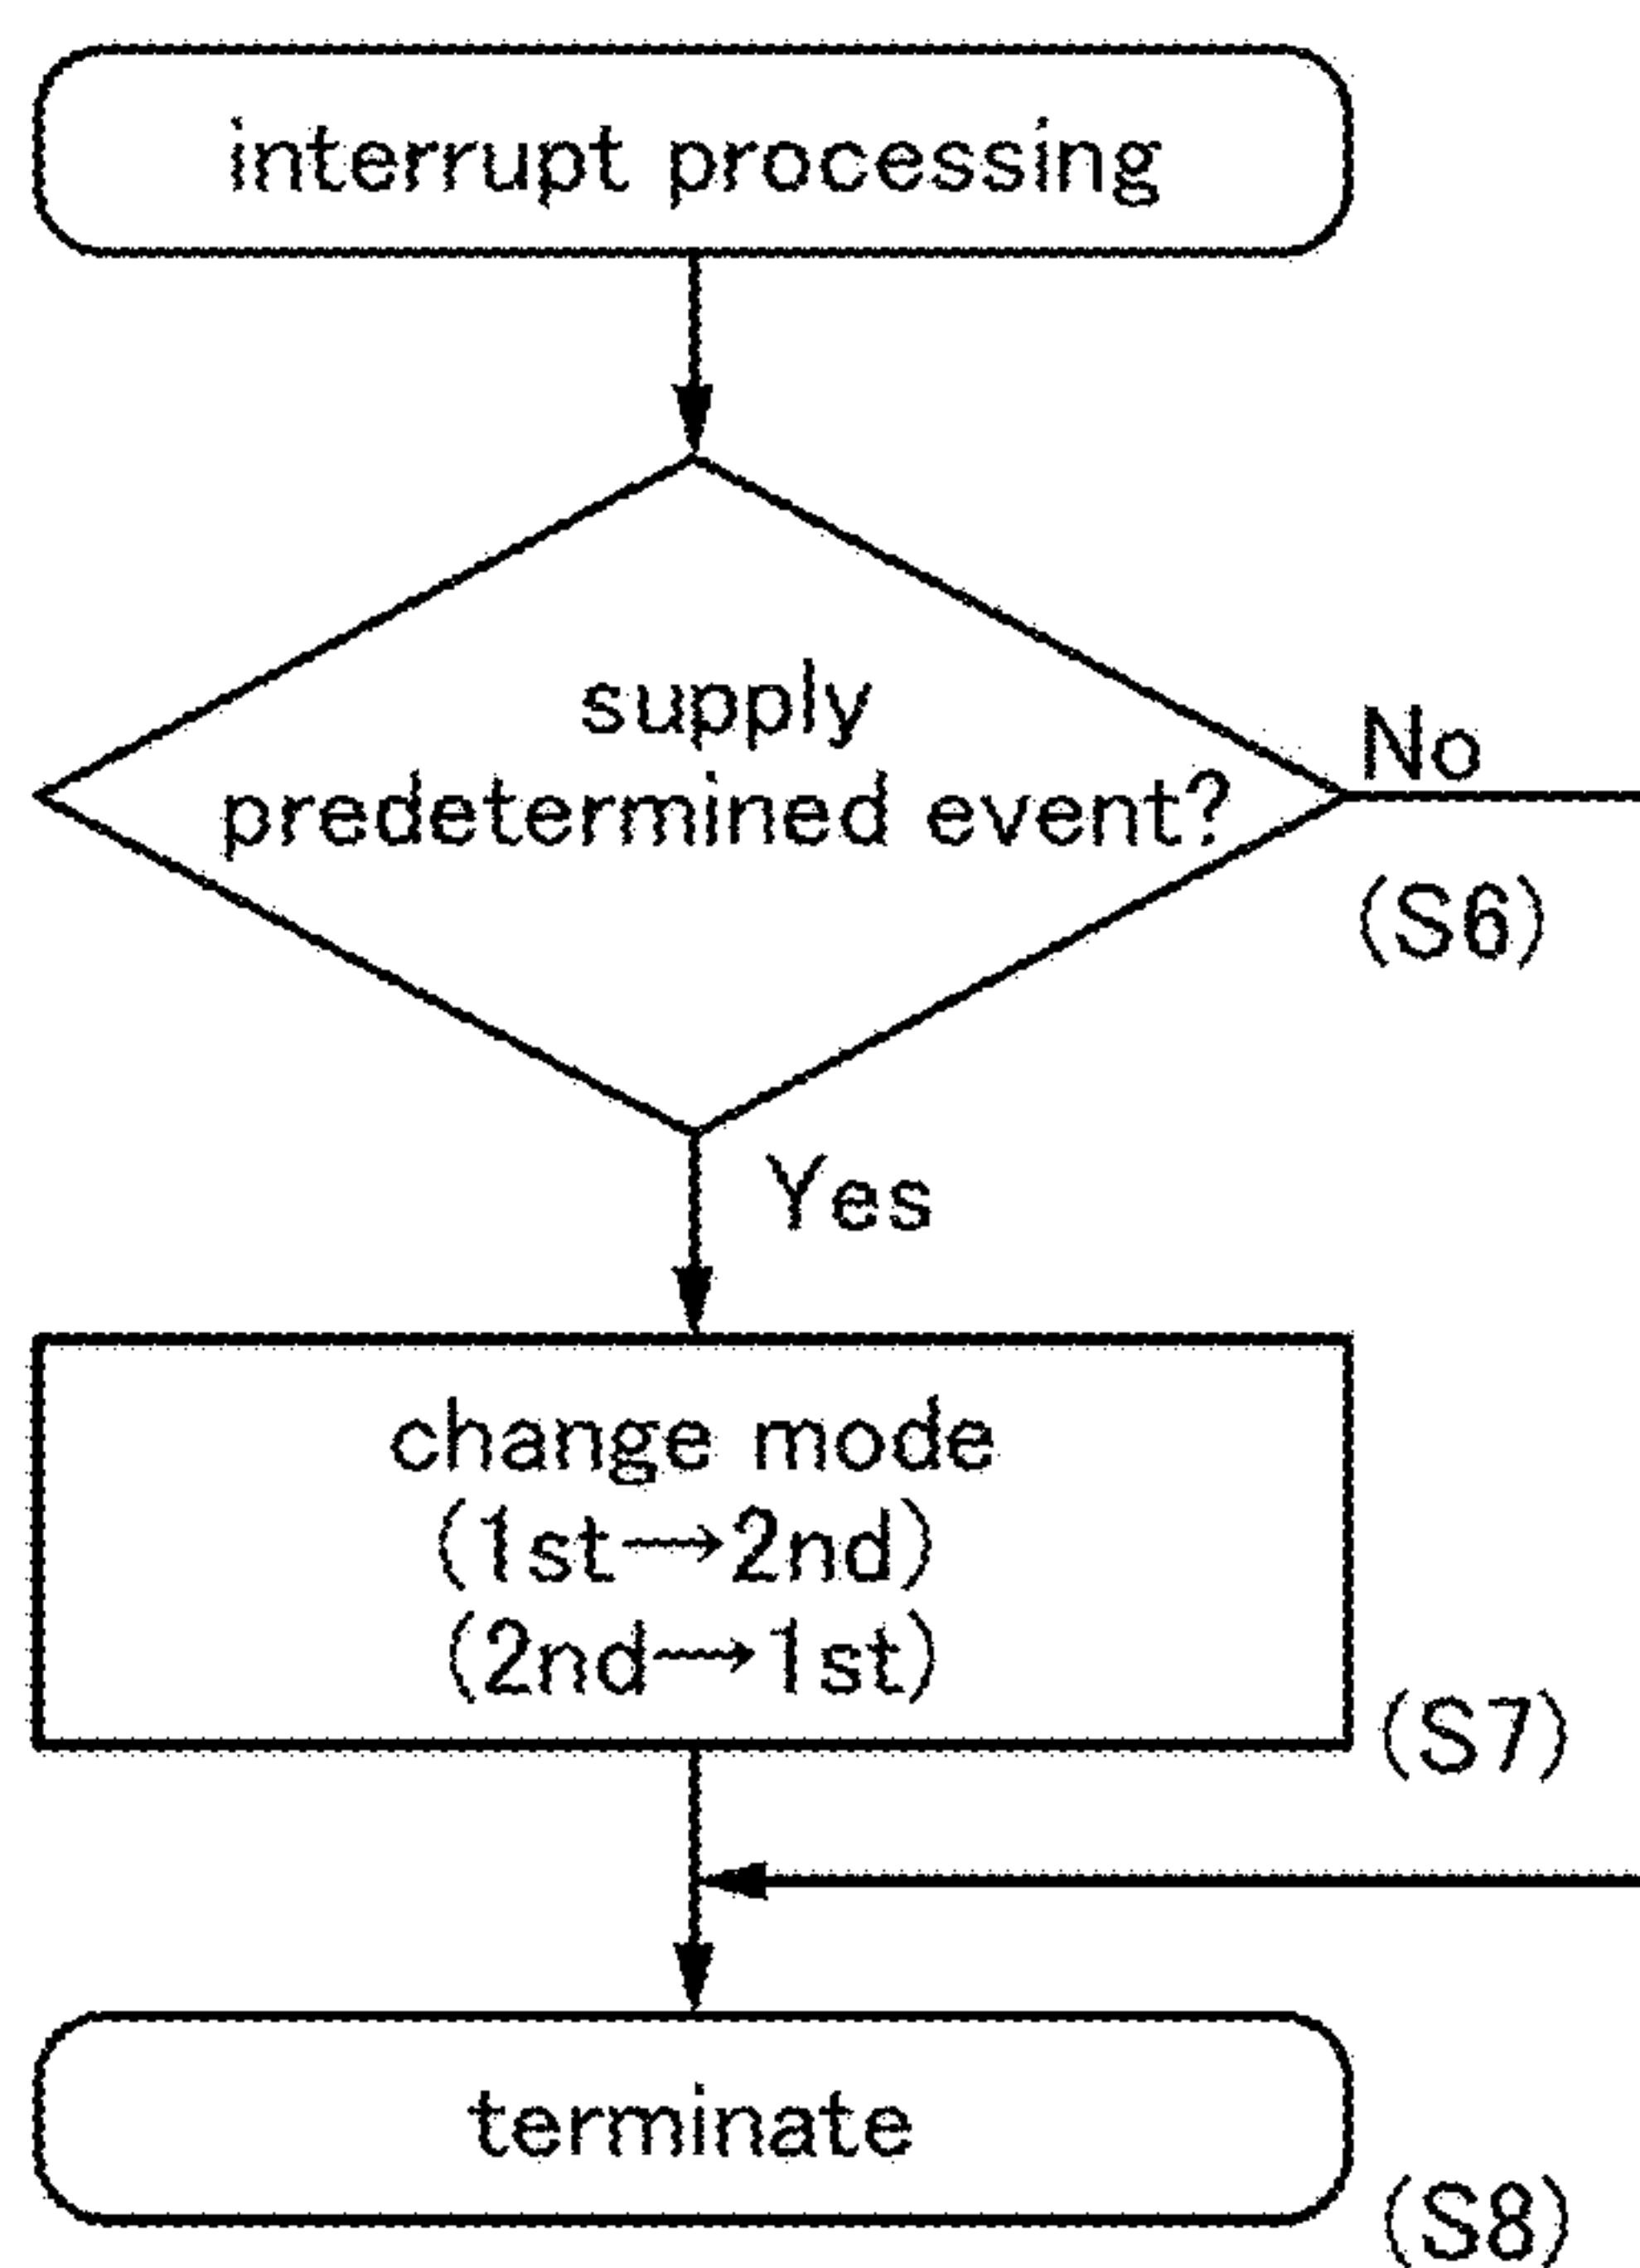 interrupt processing
supply
predetermined event?
No
(S6)
Yes
change mode
(1st→2nd)
(2nd→1st)
(S7)
terminate
(S8)